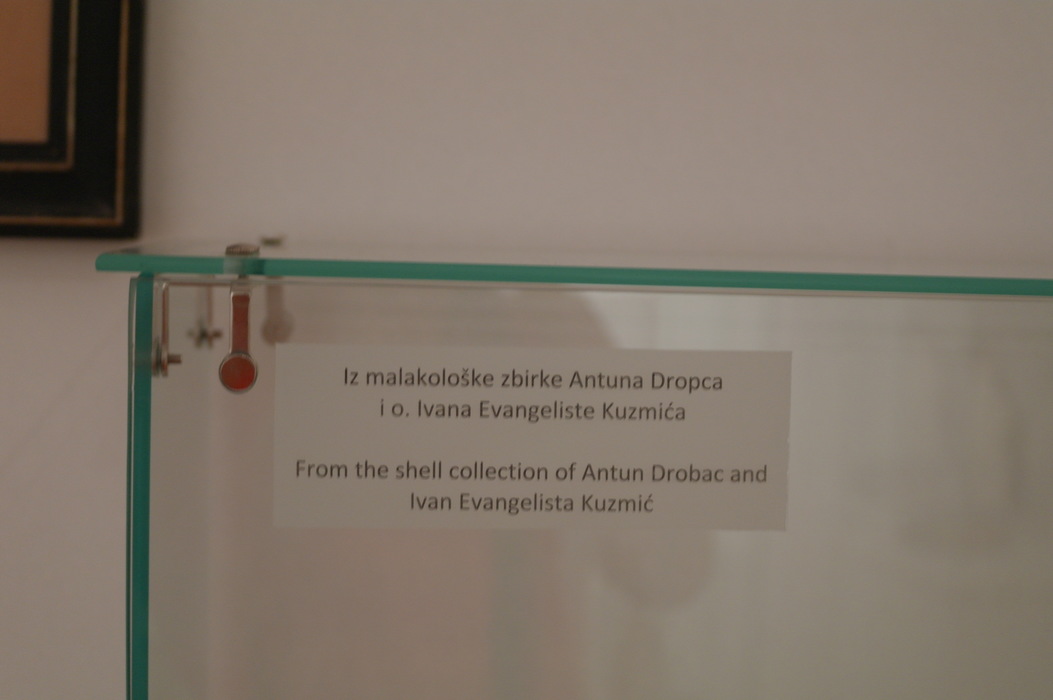 Iz malakološke zbirke Antuna Dropca
i o. Ivana Evangeliste Kuzmića
From the shell collection of Antun Drobac and
Ivan Evangelista Kuzmić